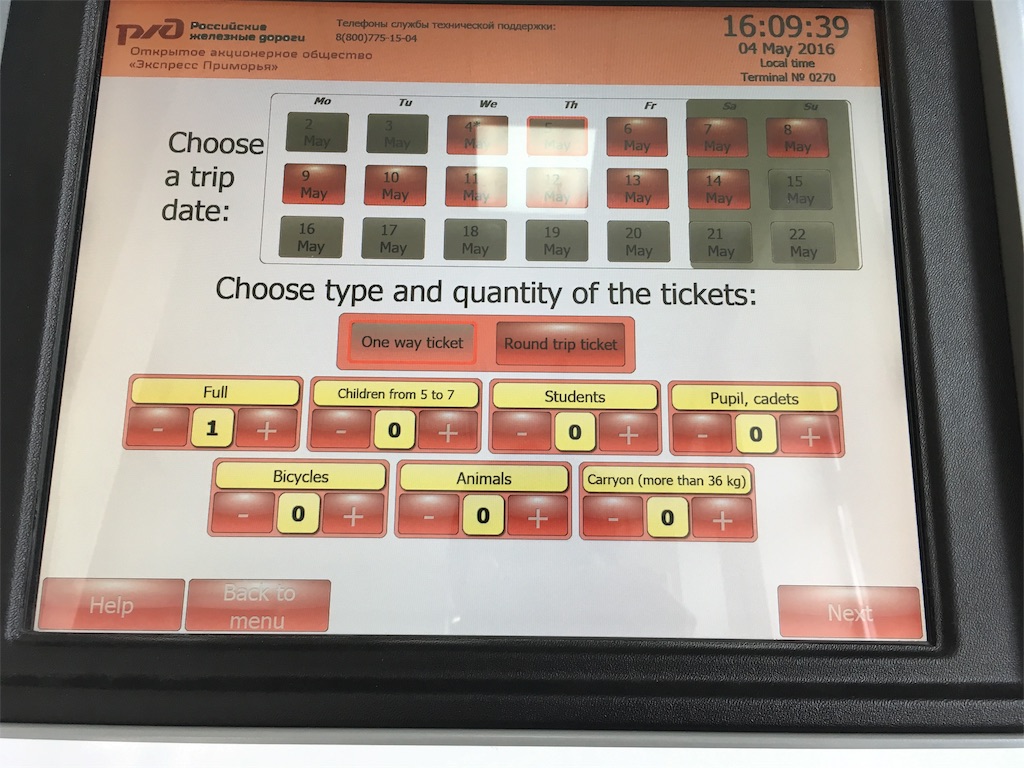 ржд Российские железные дороги
Открытое акционерное общество
«Экспресс Приморья»
Телефоны службы технической поддержки:
8(800)775-15-04
16:09:39
04 May 2016
Local time
Terminal № 0270
Choose
a trip
date:
Mo Tu We Th Fr Sa Su
2 May 3 May 4* May 5 6 May 7 May 8 May
9 May 10 May 11 May 12 May 13 May 14 May 15 May
16 May 17 May 18 May 19 May 20 May 21 May 22 May
Choose type and quantity of the tickets:
One way ticket Round trip ticket
Full Children from 5 to 7 Students Pupil, cadets
- 1 + - 0 + - 0 + - 0 +
Bicycles Animals Carryon (more than 36 kg)
- 0 + - 0 + - 0 +
Help Back to menu Next